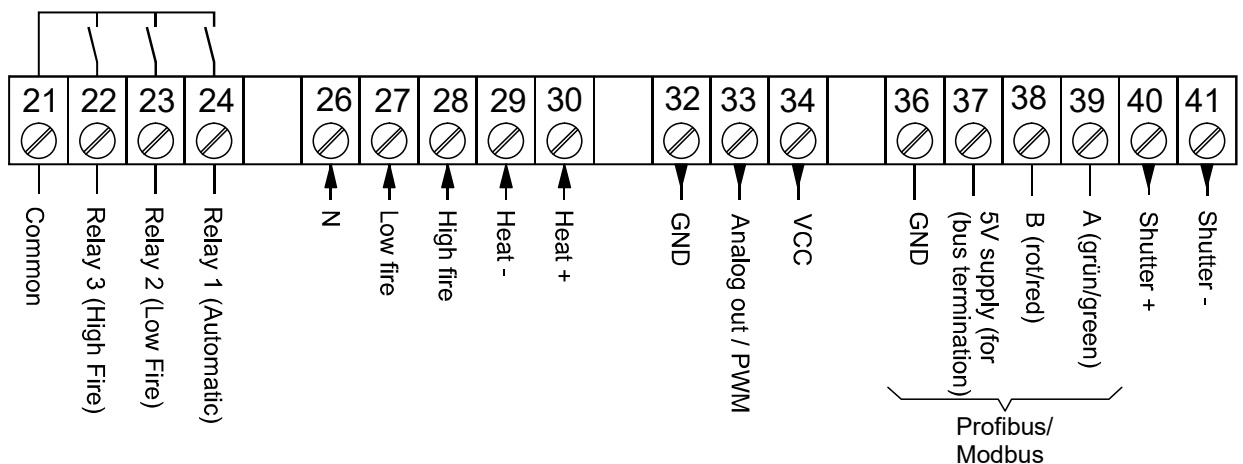 21 22 23 24 26 27 28 29 30 32 33 34 36 37 38 39 40 41
Common
Relay 3 (High Fire)
Relay 2 (Low Fire)
Relay 1 (Automatic)
N
Low fire
High fire
Heat -
Heat +
GND
Analog out / PWM
VCC
GND
5V supply (for
(bus termination)
B (rot/red)
A (grün/green)
Shutter +
Shutter -
Profibus/
Modbus